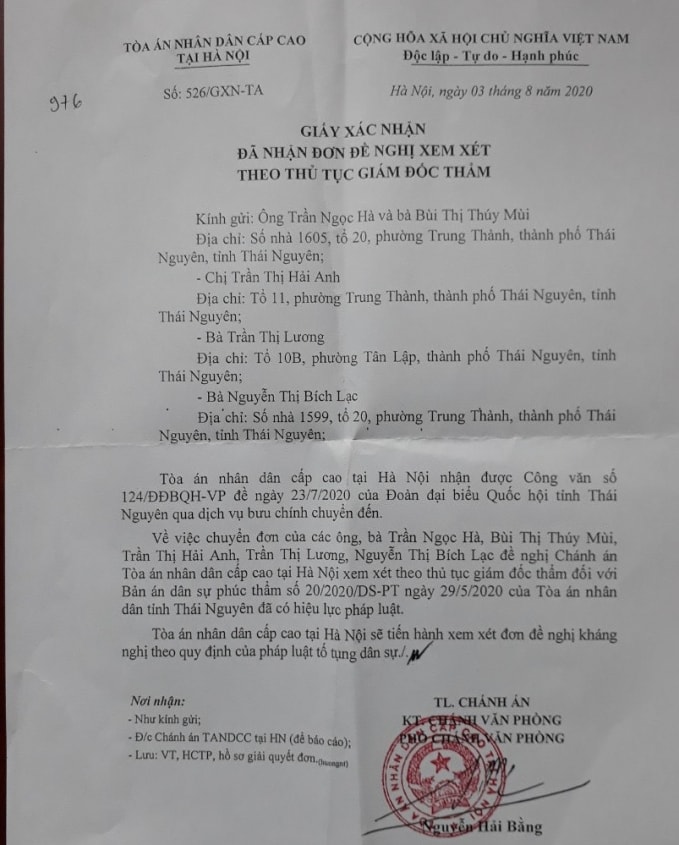 TÒA ÁN NHÂN DÂN CẤP CAO
TẠI HÀ NỘI
CỘNG HÒA XÃ HỘI CHỦ NGHĨA VIỆT NAM
Độc lập - Tự do - Hạnh phúc
976
Số: 526/GXN-TA
Hà Nội, ngày 03 tháng 8 năm 2020
GIẤY XÁC NHẬN
ĐÃ NHẬN ĐƠN ĐỀ NGHỊ XEM XÉT
THEO THỦ TỤC GIÁM ĐỐC THẨM
Kính gửi: Ông Trần Ngọc Hà và bà Bùi Thị Thúy Mùi
Địa chỉ: Số nhà 1605, tổ 20, phường Trung Thành, thành phố Thái
Nguyên, tỉnh Thái Nguyên;
- Chị Trần Thị Hải Anh
Địa chỉ: Tổ 11, phường Trung Thành, thành phố Thái Nguyên, tỉnh
Thái Nguyên;
- Bà Trần Thị Lương
Địa chỉ: Tổ 10B, phường Tân Lập, thành phố Thái Nguyên, tỉnh
Thái Nguyên;
- Bà Nguyễn Thị Bích Lạc
Địa chỉ: Số nhà 1599, tổ 20, phường Trung Thành, thành phố Thái
Nguyên, tỉnh Thái Nguyên;
Tòa án nhân dân cấp cao tại Hà Nội nhận được Công văn số
124/ĐĐBQH-VP đề ngày 23/7/2020 của Đoàn đại biểu Quốc hội tỉnh Thái
Nguyên qua dịch vụ bưu chính chuyển đến.
Về việc chuyển đơn của các ông, bà Trần Ngọc Hà, Bùi Thị Thúy Mùi,
Trần Thị Hải Anh, Trần Thị Lương, Nguyễn Thị Bích Lạc đề nghị Chánh án
Tòa án nhân dân cấp cao tại Hà Nội xem xét theo thủ tục giám đốc thẩm đối với
Bản án dân sự phúc thẩm số 20/2020/DS-PT ngày 29/5/2020 của Tòa án nhân
dân tỉnh Thái Nguyên đã có hiệu lực pháp luật.
Tòa án nhân dân cấp cao tại Hà Nội sẽ tiến hành xem xét đơn đề nghị kháng
nghị theo quy định của pháp luật tố tụng dân sự./.
Nơi nhận:
- Như kính gửi;
- Đ/c Chánh án TANDCC tại HN (để báo cáo);
- Lưu: VT, HCTP, hồ sơ giải quyết đơn.
TL. CHÁNH ÁN
KT. CHÁNH VĂN PHÒNG
PHÓ CHÁNH VĂN PHÒNG
Nguyễn Hải Bằng